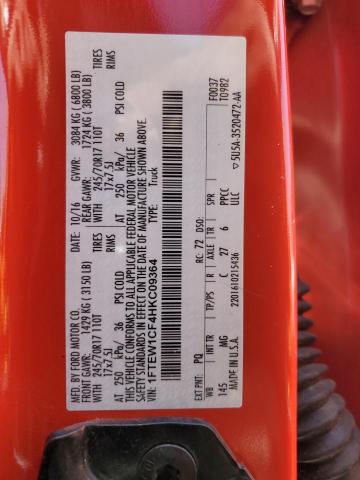 MFD. BY FORD MOTOR CO.
DATE: 10/16 GVWR: 3084 KG ( 6800 LB)
FRONT GAWR: 1429 KG ( 3150 LB) REAR GAWR: 1724 KG ( 3800 LB)
WITH 245/70R17 110T TIRES WITH 245/70R17 110T TIRES
17x7.5J RIMS 17x7.5J RIMS
AT 250 kPa/ 36 PSI COLD AT 250 kPa/ 36 PSI COLD
THIS VEHICLE CONFORMS TO ALL APPLICABLE FEDERAL MOTOR VEHICLE
SAFETY STANDARDS IN EFFECT ON THE DATE OF MANUFACTURE SHOWN ABOVE.
VIN: 1FTEW1CF4HKC09364
TYPE: Truck
F0037
T0982
EXT PNT: PQ RC: 72 DSO:
WB INT TR TP/PS R AXLE TR SPR
145 MG C 27 6 PPCC
ULC
MADE IN U.S.A. 2201610215436
5U5A-3520472-AA